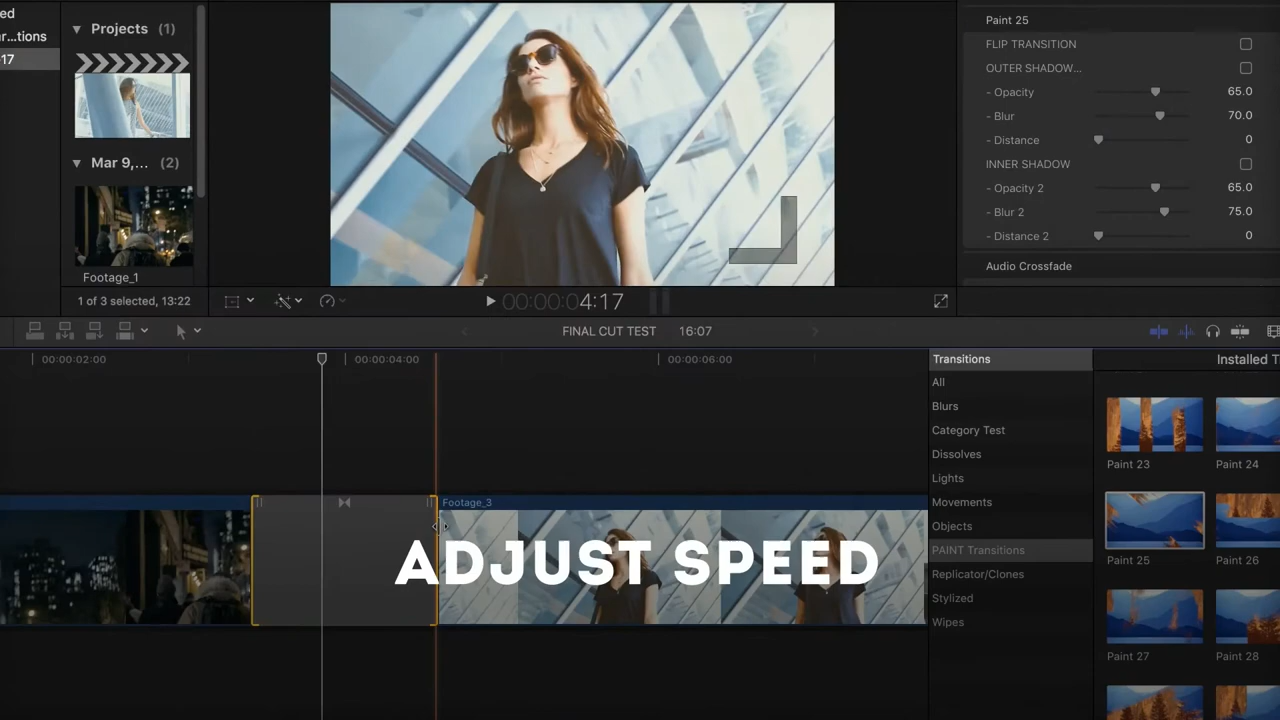 ed
r...tions
-17
Projects (1)
Mar 9,... (2)
Footage_1
1 of 3 selected, 13:22
00:00:04:17
Paint 25
FLIP TRANSITION
OUTER SHADOW...
- Opacity 65.0
- Blur 70.0
- Distance 0
INNER SHADOW
- Opacity 2 65.0
- Blur 2 75.0
- Distance 2 0
Audio Crossfade
FINAL CUT TEST 16:07
00:00:02:00
00:00:04:00
00:00:06:00
Footage_3
ADJUST SPEED
Transitions
All
Blurs
Category Test
Dissolves
Lights
Movements
Objects
PAINT Transitions
Replicator/Clones
Stylized
Wipes
Installed T
Paint 23
Paint 24
Paint 25
Paint 26
Paint 27
Paint 28